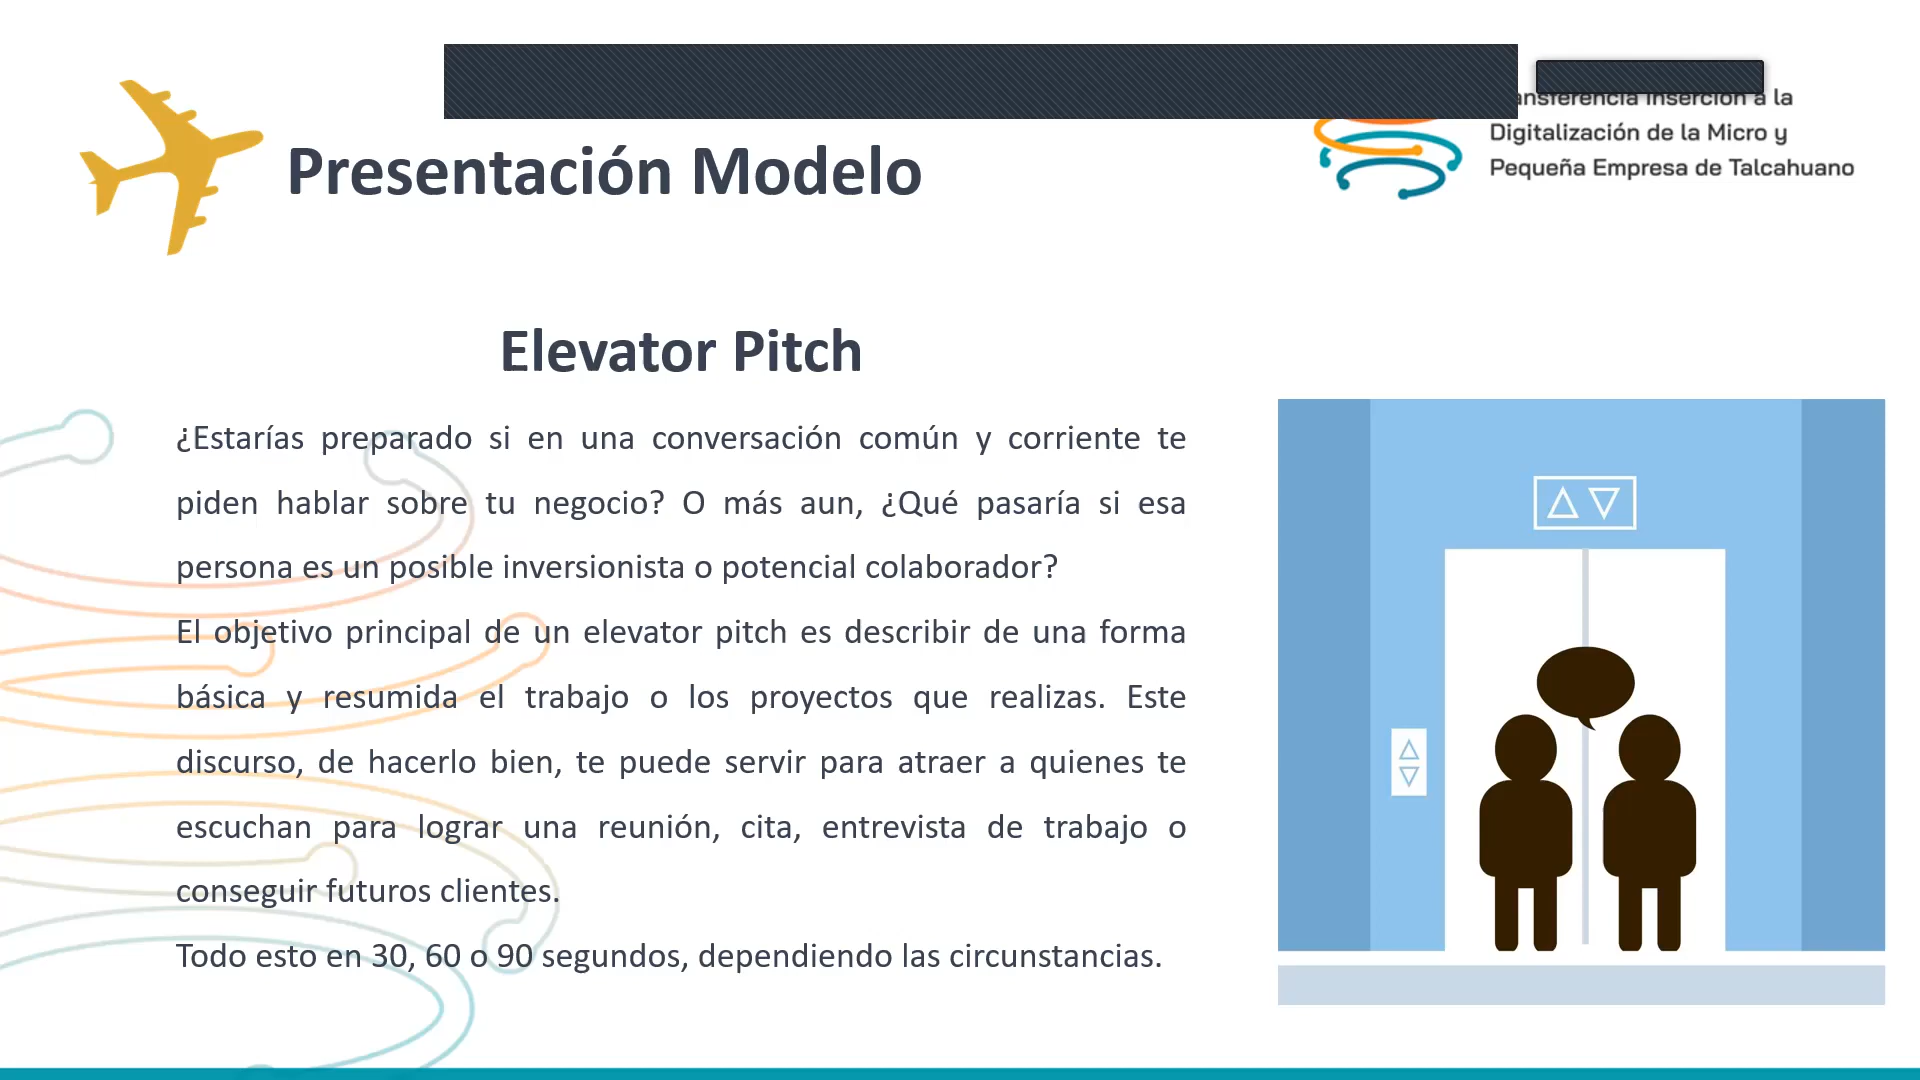 Inserción a la
Digitalización de la Micro y
Pequeña Empresa de Talcahuano
Presentación Modelo
Elevator Pitch
¿Estarías preparado si en una conversación común y corriente te
piden hablar sobre tu negocio? O más aun, ¿Qué pasaría si esa
persona es un posible inversionista o potencial colaborador?
El objetivo principal de un elevator pitch es describir de una forma
básica y resumida el trabajo o los proyectos que realizas. Este
discurso, de hacerlo bien, te puede servir para atraer a quienes te
escuchan para lograr una reunión, cita, entrevista de trabajo o
conseguir futuros clientes.
Todo esto en 30, 60 o 90 segundos, dependiendo las circunstancias.